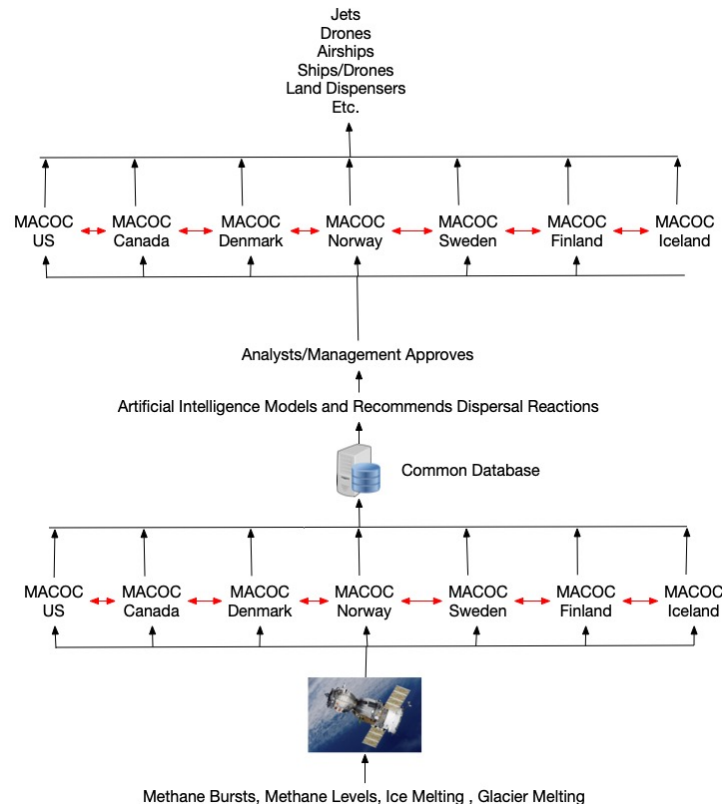 Jets
Drones
Airships
Ships/Drones
Land Dispensers
Etc.
MACOC US
MACOC Canada
MACOC Denmark
MACOC Norway
MACOC Sweden
MACOC Finland
MACOC Iceland
Analysts/Management Approves
Artificial Intelligence Models and Recommends Dispersal Reactions
Common Database
MACOC US
MACOC Canada
MACOC Denmark
MACOC Norway
MACOC Sweden
MACOC Finland
MACOC Iceland
Methane Bursts, Methane Levels, Ice Melting , Glacier Melting